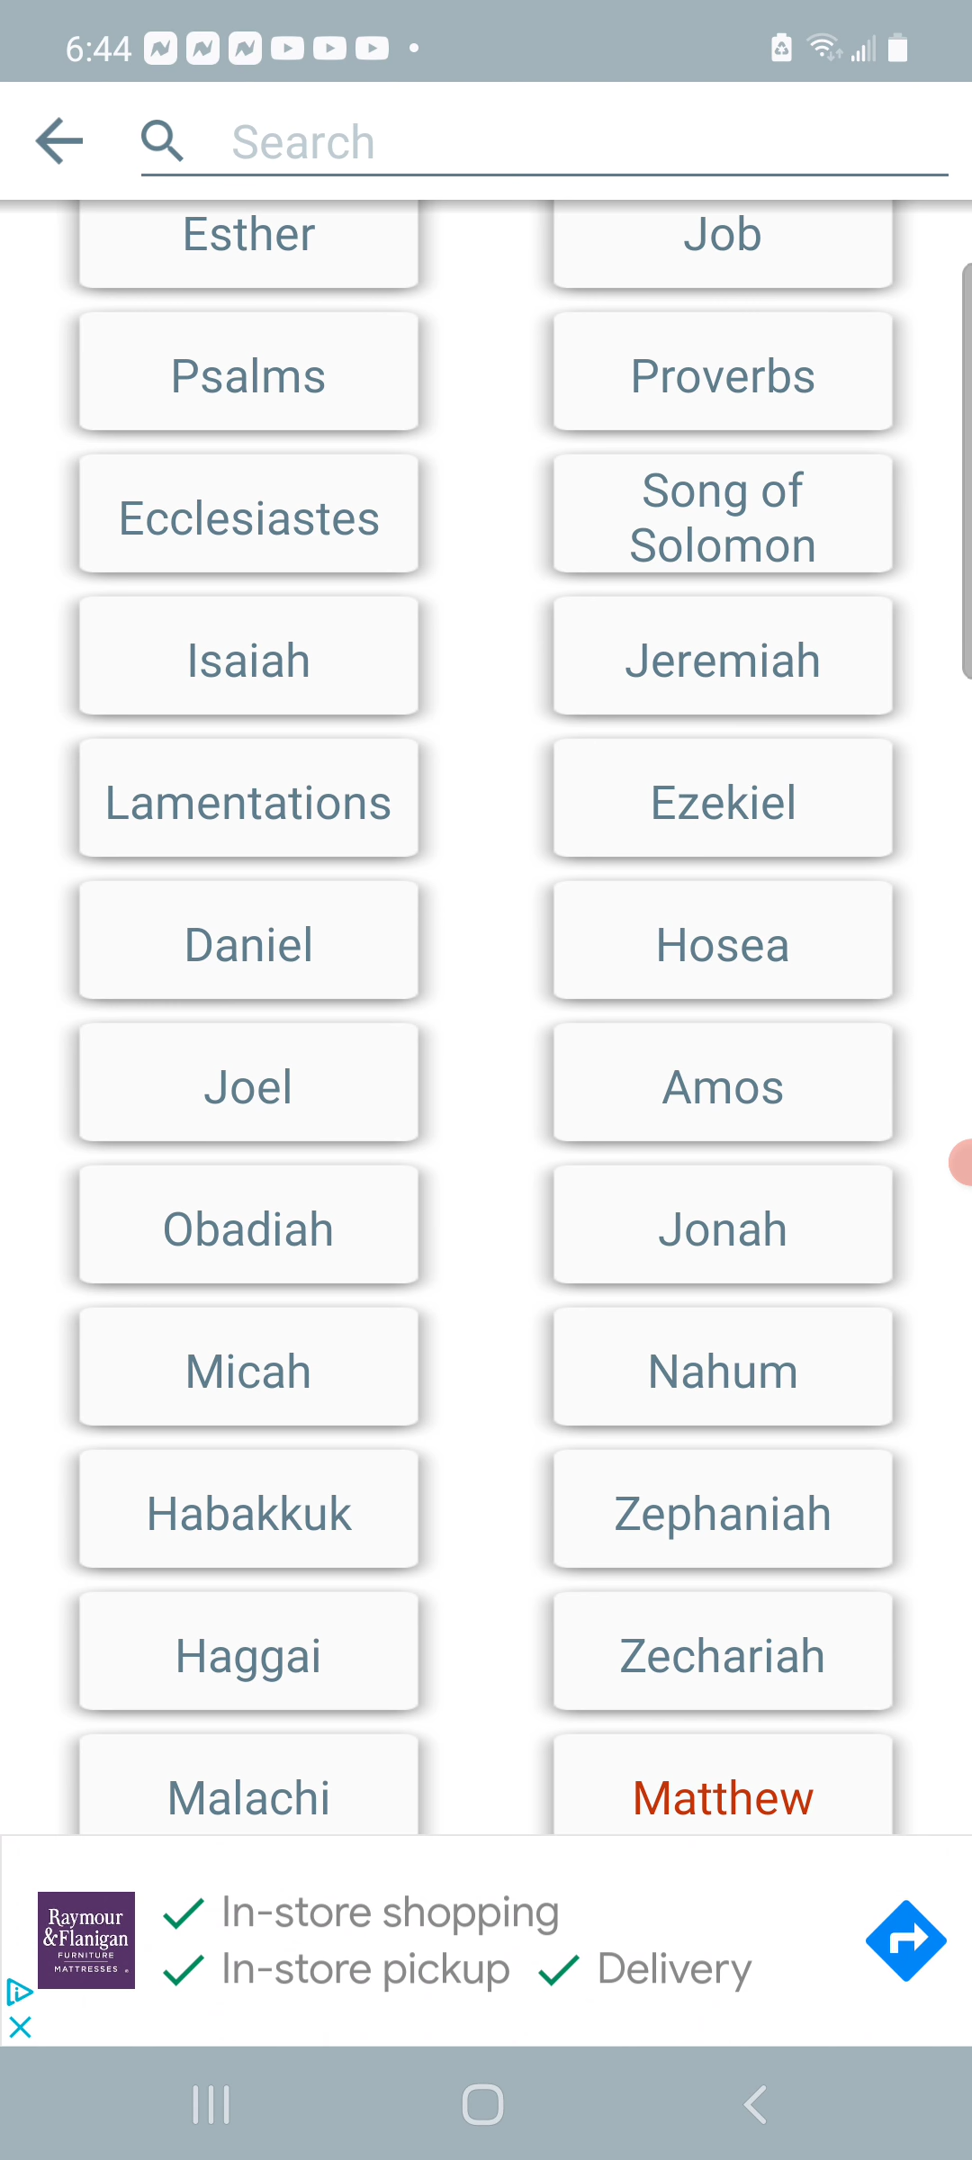 6:44
Search
Esther
Job
Psalms
Proverbs
Ecclesiastes
Song of
Solomon
Isaiah
Jeremiah
Lamentations
Ezekiel
Daniel
Hosea
Joel
Amos
Obadiah
Jonah
Micah
Nahum
Habakkuk
Zephaniah
Haggai
Zechariah
Malachi
Matthew
Raymour
&Flanigan
FURNITURE
MATTRESSES
In-store shopping
In-store pickup
Delivery